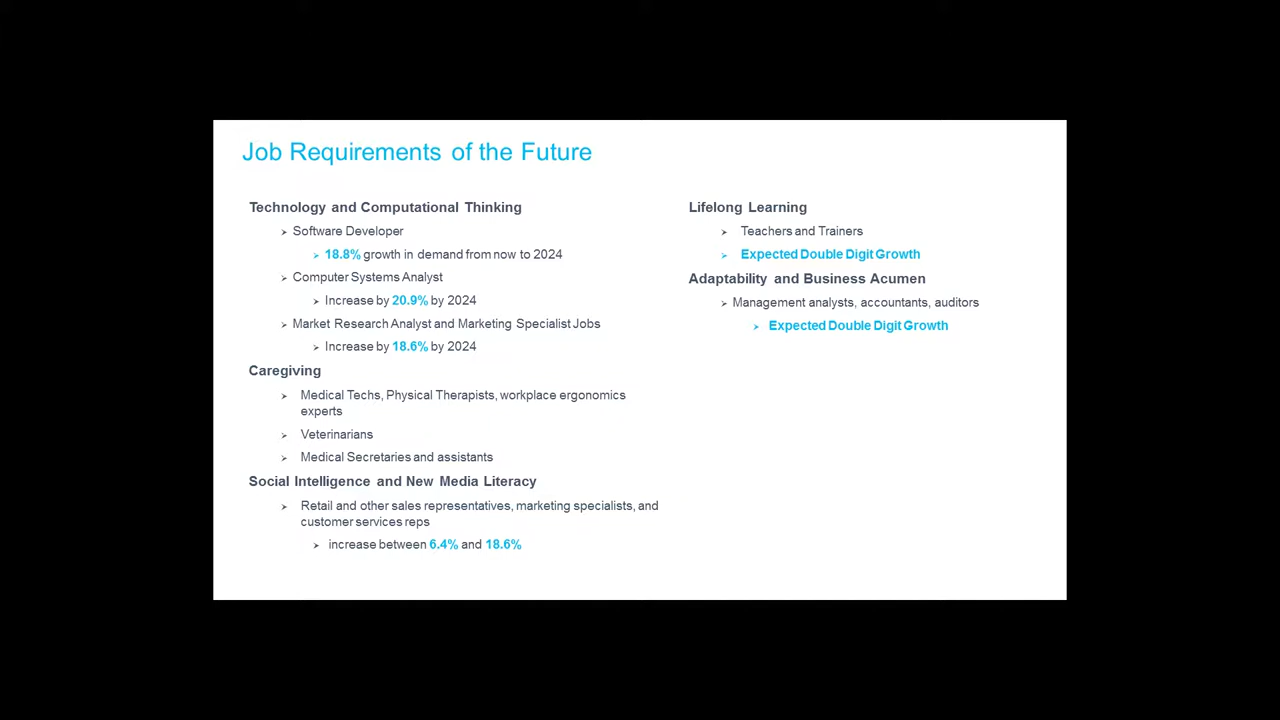 Job Requirements of the Future
Technology and Computational Thinking
Software Developer
18.8% growth in demand from now to 2024
Computer Systems Analyst
Increase by 20.9% by 2024
Market Research Analyst and Marketing Specialist Jobs
Increase by 18.6% by 2024
Caregiving
Medical Techs, Physical Therapists, workplace ergonomics
experts
Veterinarians
Medical Secretaries and assistants
Social Intelligence and New Media Literacy
Retail and other sales representatives, marketing specialists, and
customer services reps
increase between 6.4% and 18.6%
Lifelong Learning
Teachers and Trainers
Expected Double Digit Growth
Adaptability and Business Acumen
Management analysts, accountants, auditors
Expected Double Digit Growth